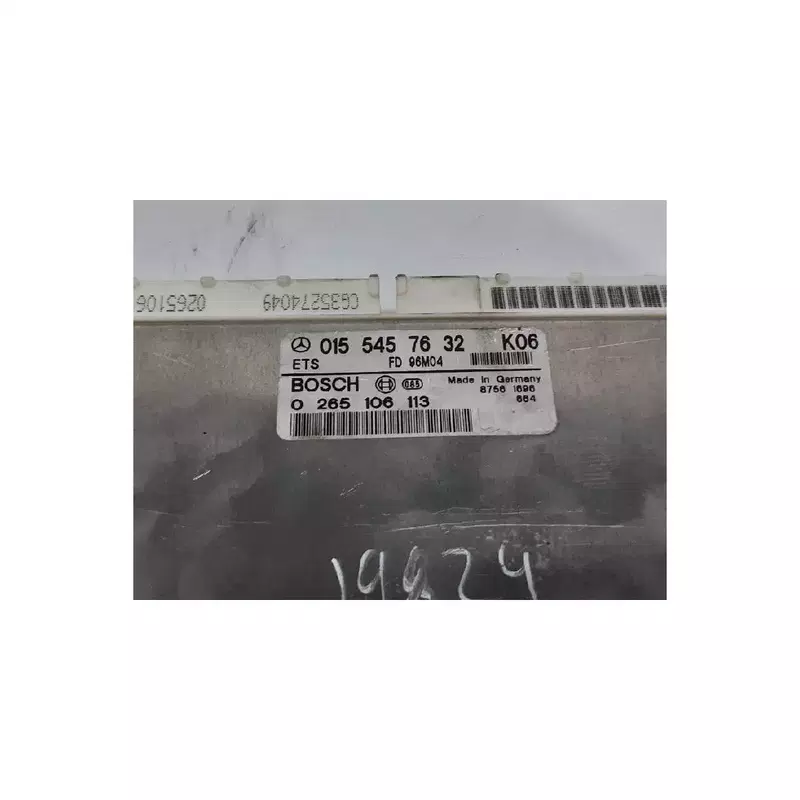 0265106 CG35274049
015 545 76 32 K06
ETS FD 96M04
BOSCH 085 Made in Germany
8756 1696
0 265 106 113 664
19824